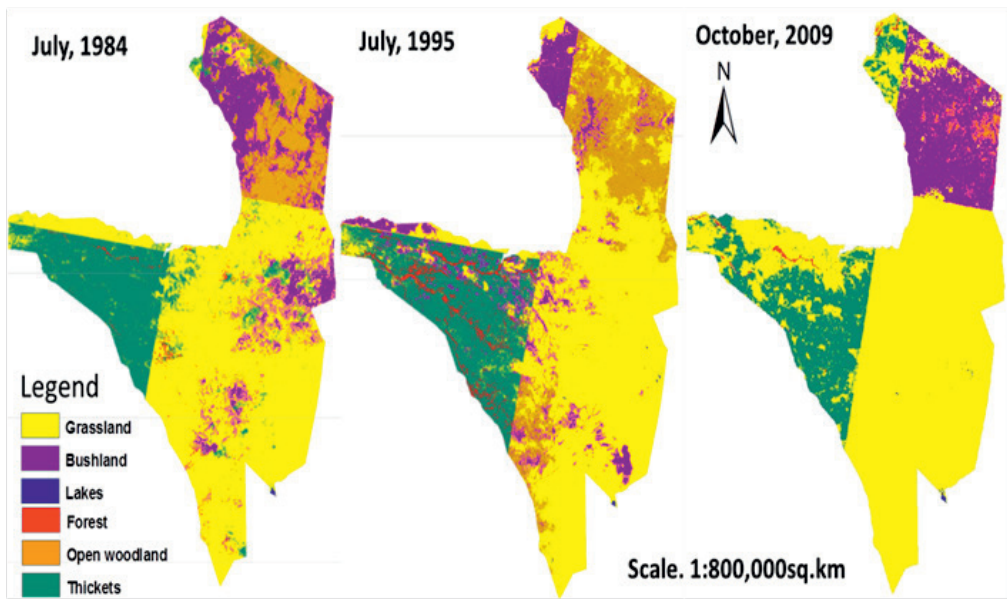 July, 1984
July, 1995
October, 2009
N
Legend
Grassland
Bushland
Lakes
Forest
Open woodland
Thickets
Scale. 1:800,000sq.km